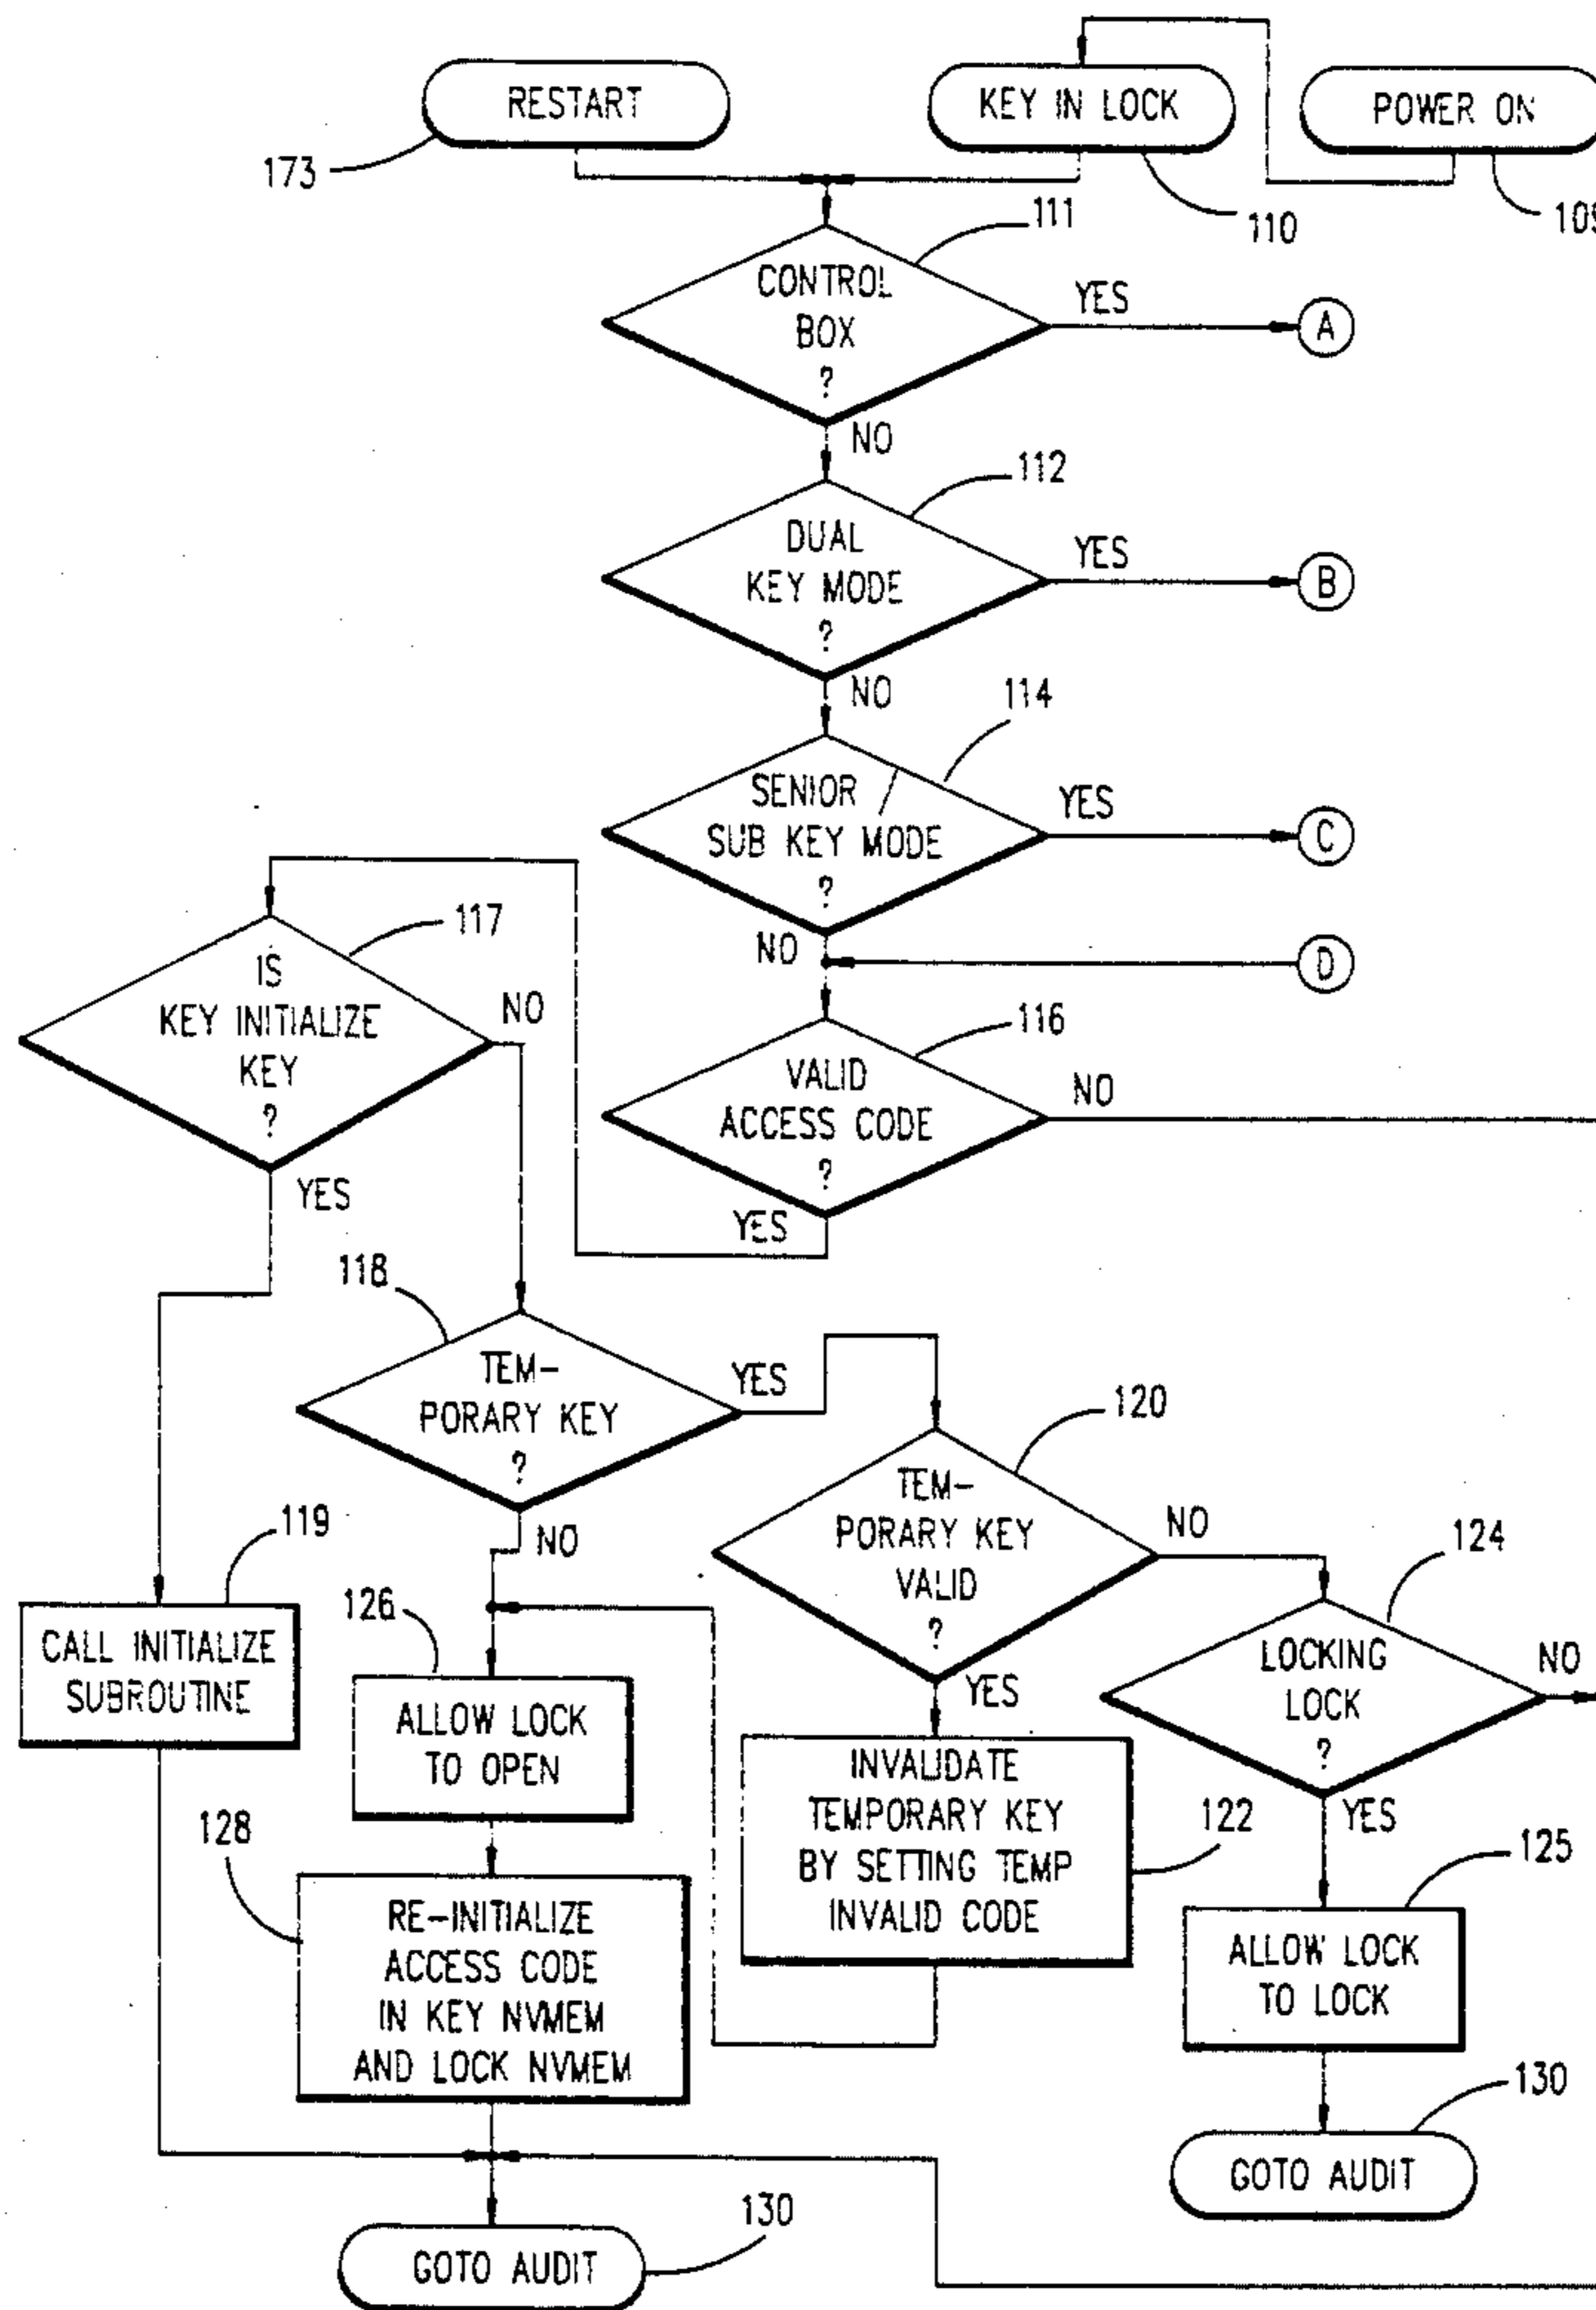 RESTART
KEY IN LOCK
POWER ON
173
110
109
111
CONTROL
BOX
?
YES
A
NO
112
DUAL
KEY MODE
?
YES
B
NO
114
SENIOR
SUB KEY MODE
?
YES
C
NO
D
117
IS
KEY INITIALIZE
KEY
?
NO
YES
116
VALID
ACCESS CODE
?
NO
YES
118
TEM-
PORARY KEY
?
YES
NO
120
TEM-
PORARY KEY
VALID
?
NO
YES
119
CALL INITIALIZE
SUBROUTINE
126
ALLOW LOCK
TO OPEN
124
LOCKING
LOCK
?
NO
YES
INVALIDATE
TEMPORARY KEY
BY SETTING TEMP
INVALID CODE
122
128
RE-INITIALIZE
ACCESS CODE
IN KEY NVMEM
AND LOCK NVMEM
125
ALLOW LOCK
TO LOCK
130
GOTO AUDIT
130
GOTO AUDIT